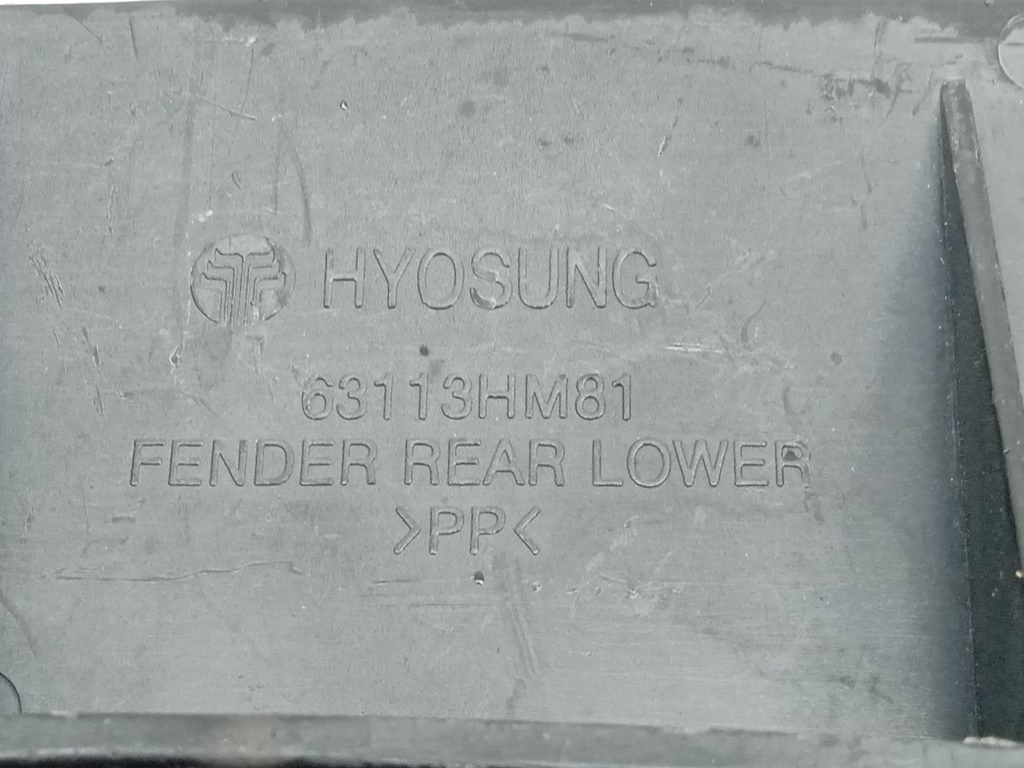 HYOSUNG
63113HM81
FENDER REAR LOWER
>PP<